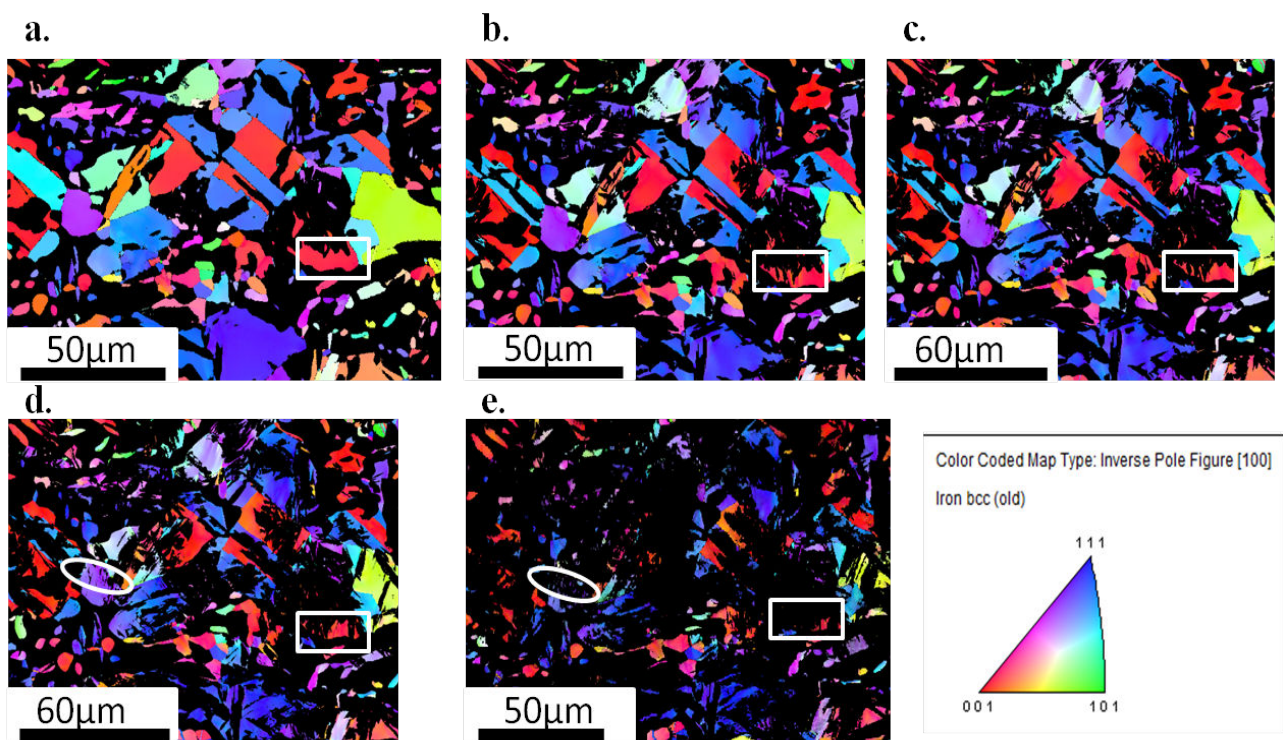 a.
b.
c.
50μm
50μm
60μm
d.
e.
60μm
50μm
Color Coded Map Type: Inverse Pole Figure [100]
Iron bcc (old)
1 1 1
0 0 1
1 0 1